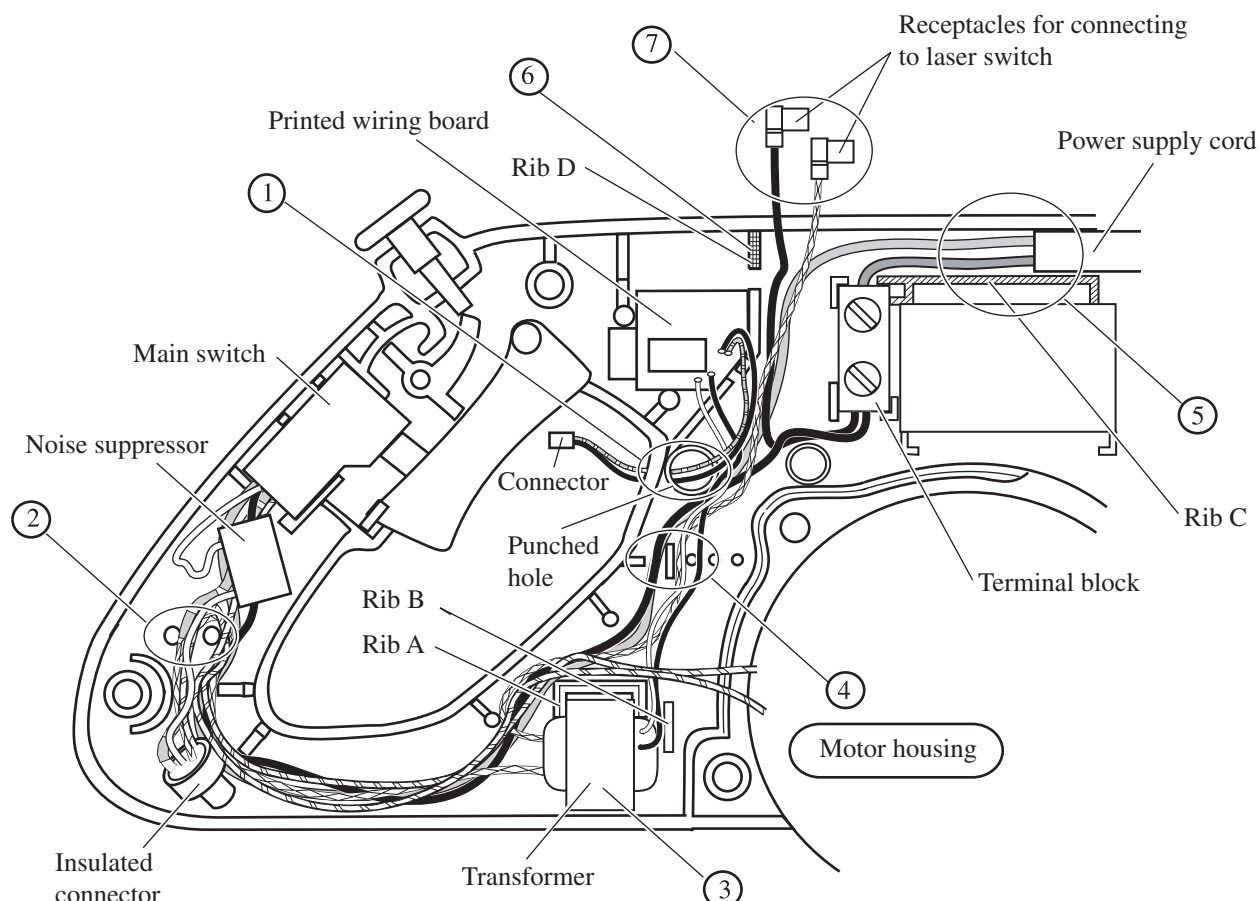 Receptacles for connecting
to laser switch
7
6
Printed wiring board
Power supply cord
Rib D
1
Main switch
5
Noise suppressor
Connector
2
Rib C
Punched
hole
Terminal block
Rib B
Rib A
4
Motor housing
Insulated
connector
Transformer
3